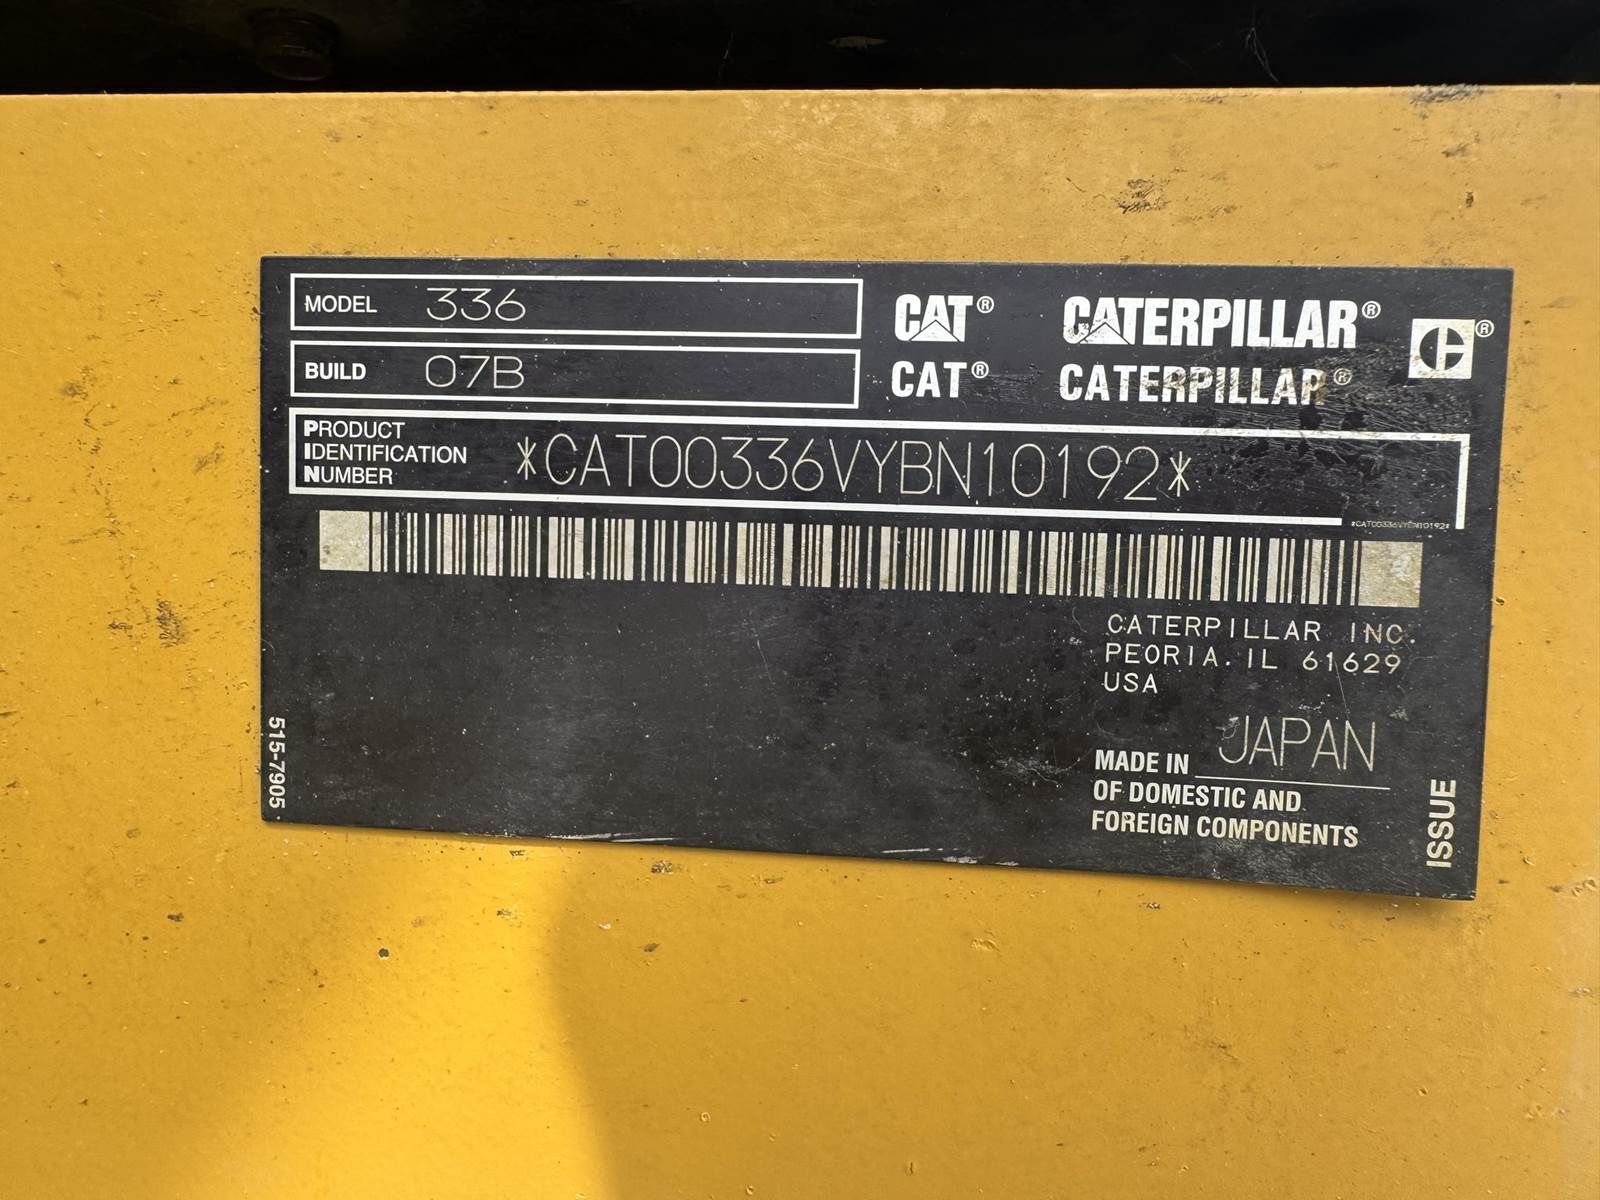 MODEL 336
BUILD 07B
CAT® CATERPILLAR® ®
CAT® CATERPILLAR®
PRODUCT
IDENTIFICATION
NUMBER
*CAT00336VYBN10192*
*CAT00336VYBN10192*
CATERPILLAR INC.
PEORIA. IL 61629
USA
MADE IN JAPAN
OF DOMESTIC AND
FOREIGN COMPONENTS
515-7905
ISSUE